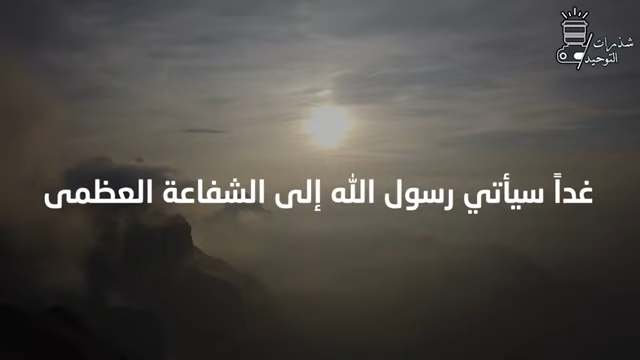 شذرات
التوحيد
غداً سيأتي رسول الله إلى الشفاعة العظمى